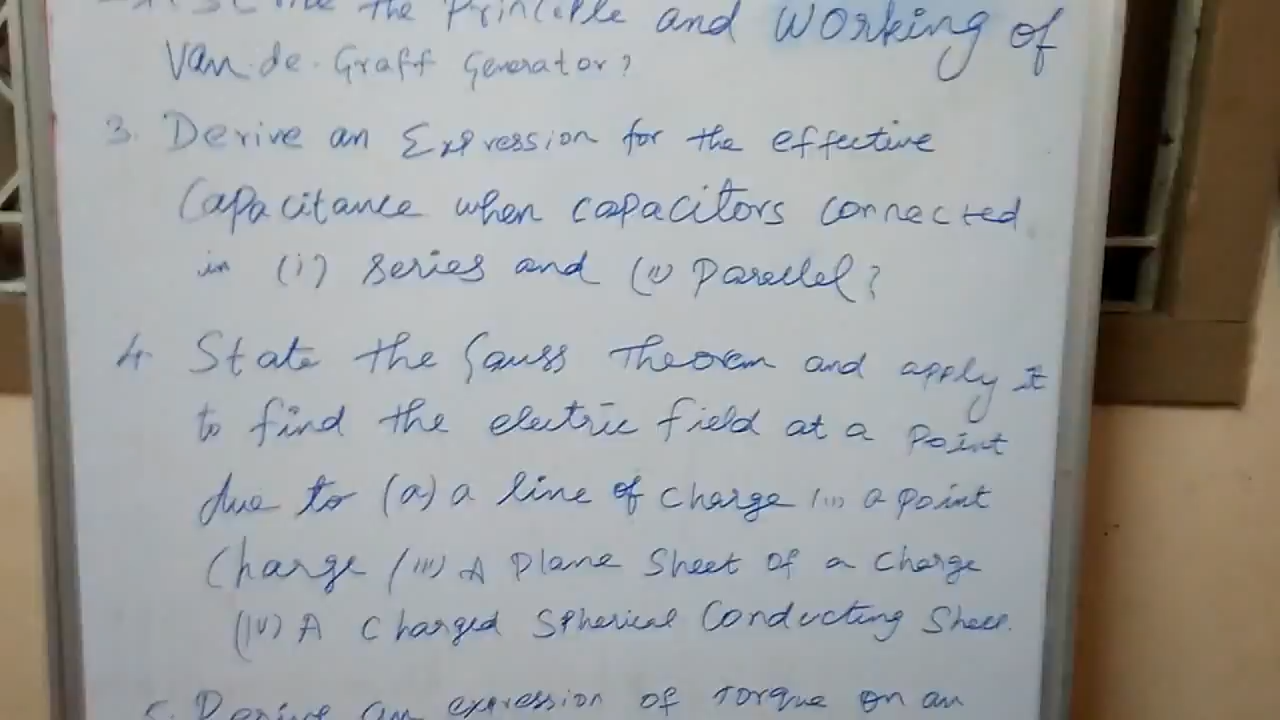 the Principle and Working of
Van.de.Graff Generator?
3. Derive an Expression for the effective
Capacitance when capacitors connected
in (i) series and (ii) Parellel?
4. State the Gauss Theorem and apply it
to find the electric field at a point
due to (a) a line of charge (ii) a point
charge (iii) A plane sheet of a charge
(iv) A charged spherical conducting
5. Derive an expression of torque on an